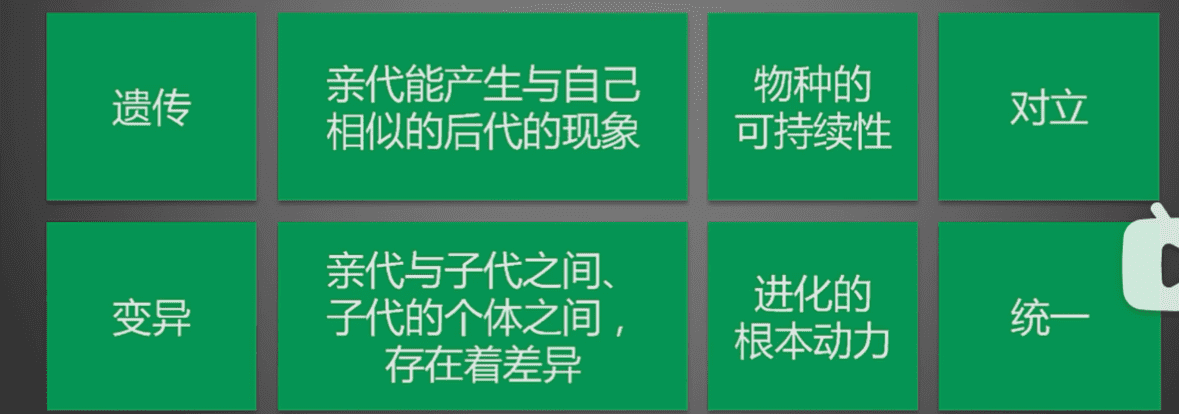 遗传
亲代能产生与自己
相似的后代的现象
物种的
可持续性
对立
变异
亲代与子代之间、
子代的个体之间，
存在着差异
进化的
根本动力
统一